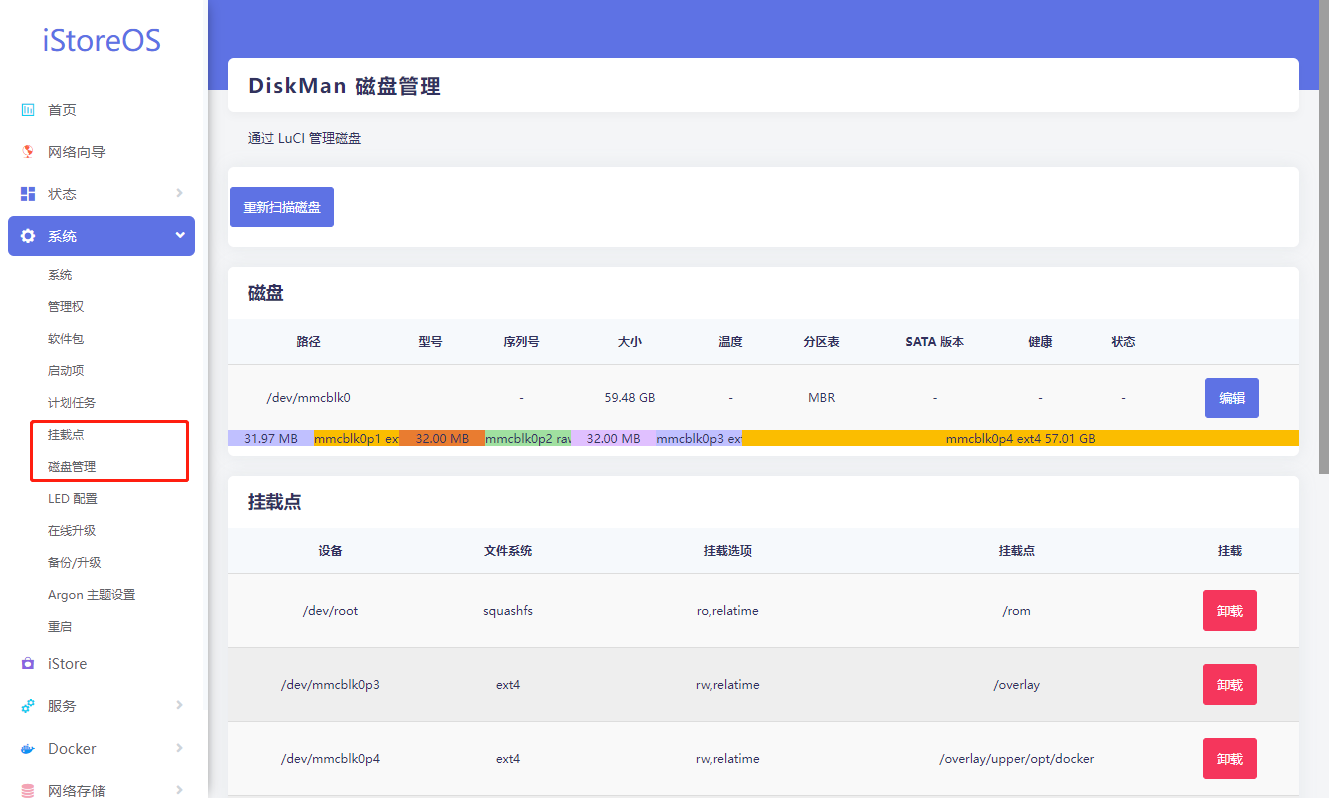 iStoreOS
首页
网络向导
状态
系统
系统
管理权
软件包
启动项
计划任务
挂载点
磁盘管理
LED 配置
在线升级
备份/升级
Argon 主题设置
重启
iStore
服务
Docker
网络存储
DiskMan 磁盘管理
通过 LuCI 管理磁盘
重新扫描磁盘
磁盘
路径 型号 序列号 大小 温度 分区表 SATA 版本 健康 状态
/dev/mmcblk0 - 59.48 GB - MBR - - - 编辑
31.97 MB mmcblk0p1 ex 32.00 MB mmcblk0p2 ra 32.00 MB mmcblk0p3 ex mmcblk0p4 ext4 57.01 GB
挂载点
设备 文件系统 挂载选项 挂载点 挂载
/dev/root squashfs ro,relatime /rom 卸载
/dev/mmcblk0p3 ext4 rw,relatime /overlay 卸载
/dev/mmcblk0p4 ext4 rw,relatime /overlay/upper/opt/docker 卸载